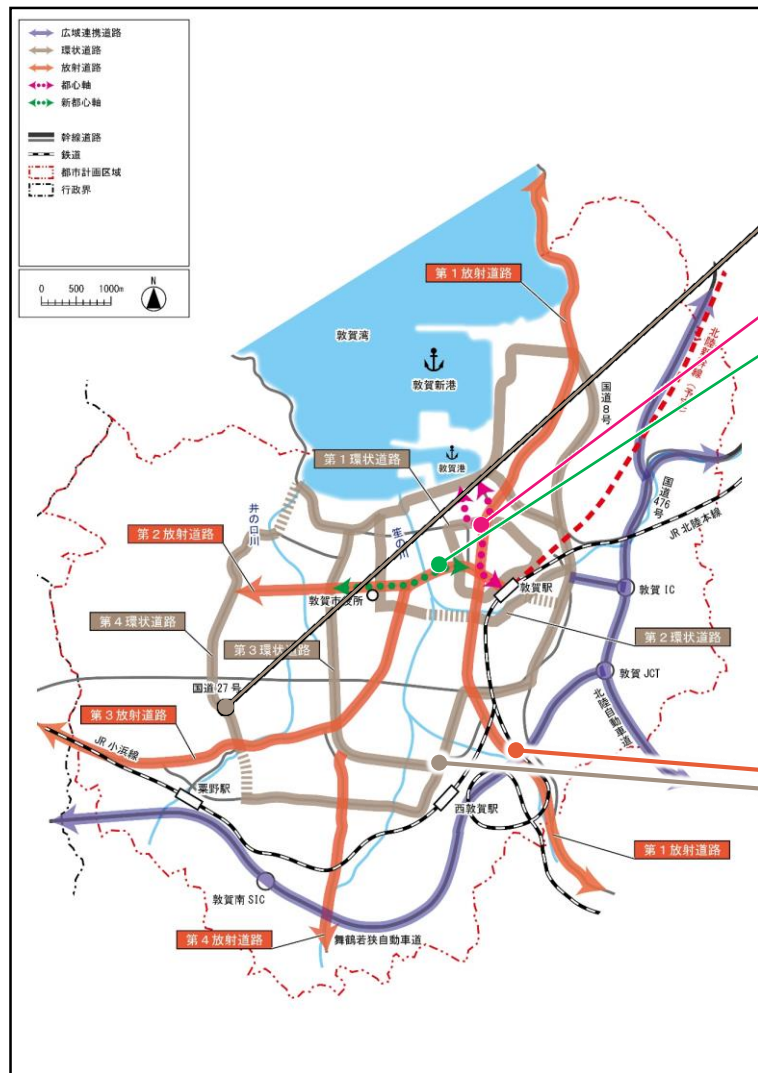 広域連携道路
環状道路
放射道路
都心軸
新都心軸
幹線道路
鉄道
都市計画区域
行政界
0 500 1000m
N
第1放射道路
敦賀湾
敦賀新港
国道8号
第1環状道路
敦賀港
国道476号
井の口川
笙の川
JR北陸本線
第2放射道路
敦賀市役所
敦賀駅
敦賀IC
第4環状道路
第3環状道路
第2環状道路
国道27号
敦賀JCT
北陸自動車道
第3放射道路
JR小浜線
粟野駅
西敦賀駅
第1放射道路
敦賀南SIC
第4放射道路
舞鶴若狭自動車道